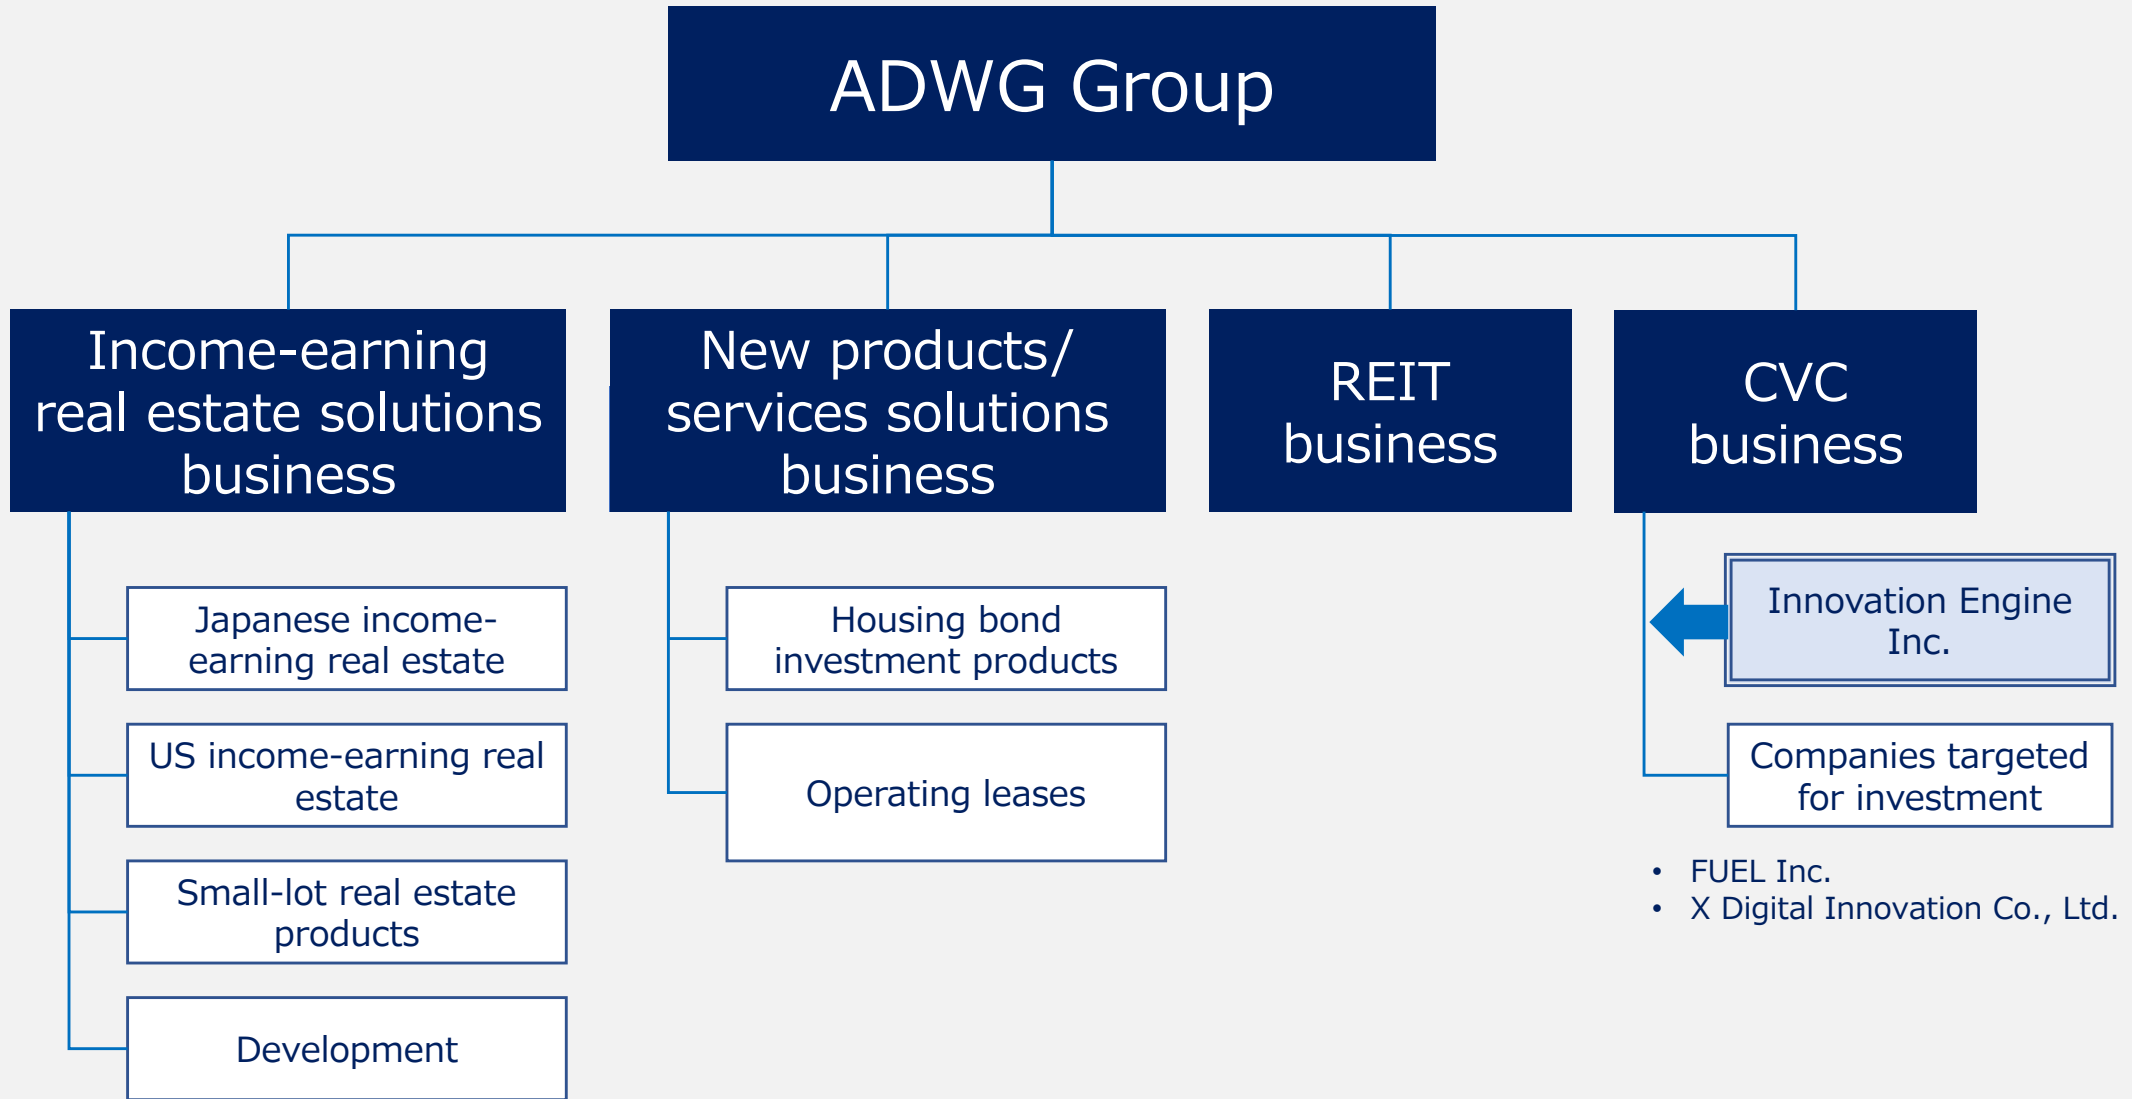 ADWG Group
Income-earning
real estate solutions
business
New products/
services solutions
business
REIT
business
CVC
business
Japanese income-
earning real estate
US income-earning real
estate
Small-lot real estate
products
Development
Housing bond
investment products
Operating leases
Innovation Engine
Inc.
Companies targeted
for investment
• FUEL Inc.
• X Digital Innovation Co., Ltd.